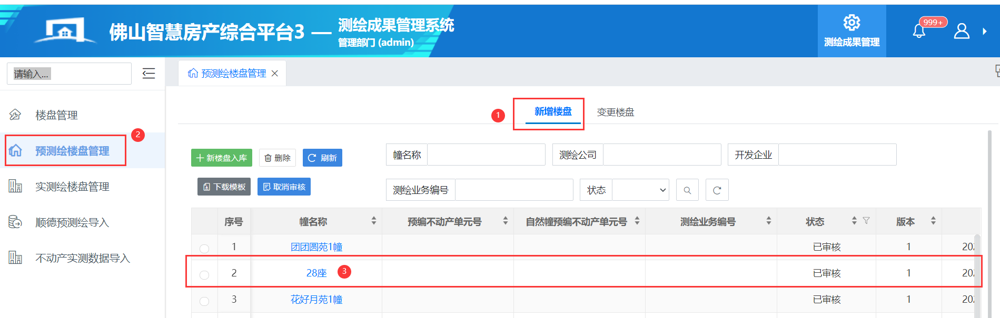 佛山智慧房产综合平台3 — 测绘成果管理系统
管理部门 (admin)
测绘成果管理
999+
请输入...
预测绘楼盘管理
楼盘管理
2
预测绘楼盘管理
实测绘楼盘管理
顺德预测绘导入
不动产实测数据导入
1
新增楼盘 变更楼盘
新楼盘入库 删除 刷新
下载模板 取消审核
幢名称 测绘公司 开发企业
测绘业务编号 状态
序号 幢名称 预编不动产单元号 自然幢预编不动产单元号 测绘业务编号 状态 版本
1 团团圆苑1幢 已审核 1 202
2 28座 3 已审核 1 202
3 花好月苑1幢 已审核 1 202